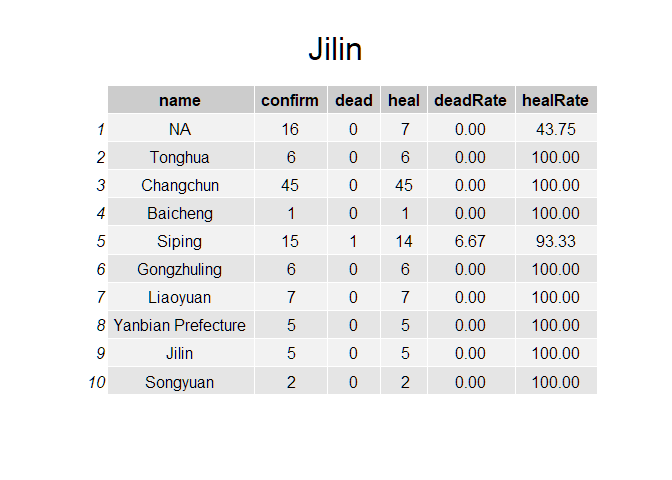 Jilin
name confirm dead heal deadRate healRate
1 NA 16 0 7 0.00 43.75
2 Tonghua 6 0 6 0.00 100.00
3 Changchun 45 0 45 0.00 100.00
4 Baicheng 1 0 1 0.00 100.00
5 Siping 15 1 14 6.67 93.33
6 Gongzhuling 6 0 6 0.00 100.00
7 Liaoyuan 7 0 7 0.00 100.00
8 Yanbian Prefecture 5 0 5 0.00 100.00
9 Jilin 5 0 5 0.00 100.00
10 Songyuan 2 0 2 0.00 100.00